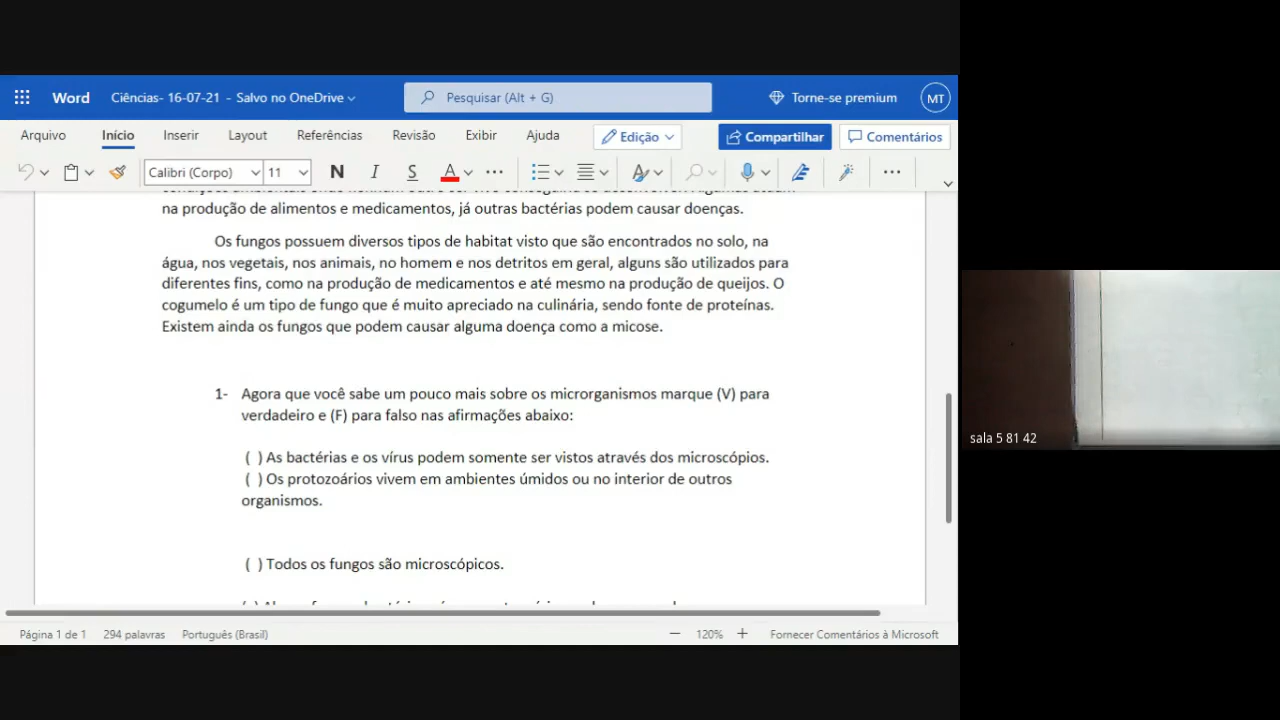 Word Ciências- 16-07-21 - Salvo no OneDrive Pesquisar (Alt + G) Torne-se premium MT
Arquivo Início Inserir Layout Referências Revisão Exibir Ajuda Edição Compartilhar Comentários
Calibri (Corpo) 11 N I S A
na produção de alimentos e medicamentos, já outras bactérias podem causar doenças.
Os fungos possuem diversos tipos de habitat visto que são encontrados no solo, na
água, nos vegetais, nos animais, no homem e nos detritos em geral, alguns são utilizados para
diferentes fins, como na produção de medicamentos e até mesmo na produção de queijos. O
cogumelo é um tipo de fungo que é muito apreciado na culinária, sendo fonte de proteínas.
Existem ainda os fungos que podem causar alguma doença como a micose.
1- Agora que você sabe um pouco mais sobre os microrganismos marque (V) para
verdadeiro e (F) para falso nas afirmações abaixo:
( ) As bactérias e os vírus podem somente ser vistos através dos microscópios.
( ) Os protozoários vivem em ambientes úmidos ou no interior de outros
organismos.
( ) Todos os fungos são microscópicos.
Página 1 de 1 294 palavras Português (Brasil) 120% Fornecer Comentários à Microsoft
sala 5 81 42